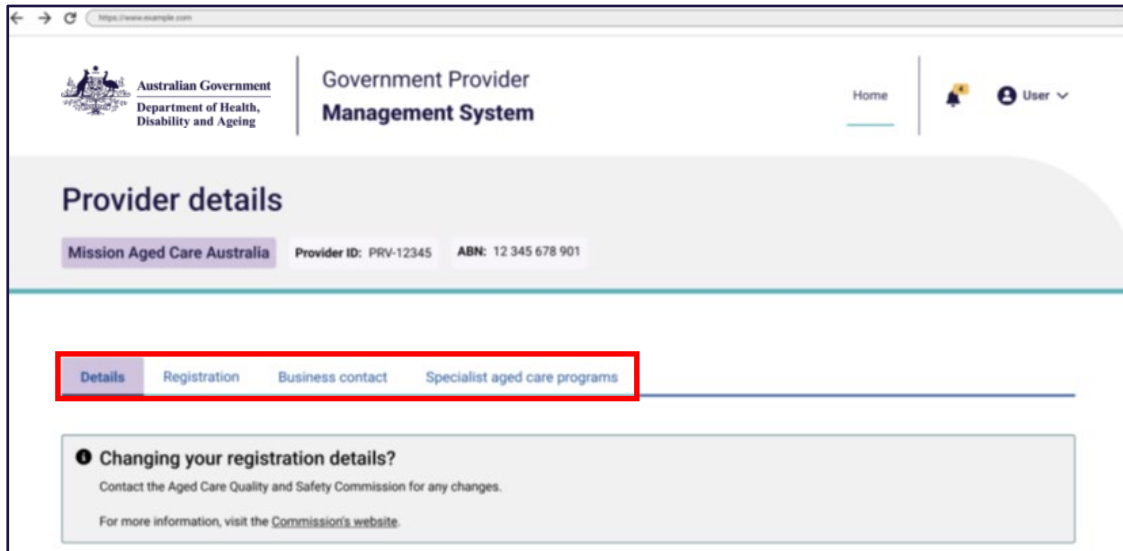 https://www.example.com
Australian Government
Department of Health,
Disability and Ageing
Government Provider
Management System
Home
4
User
Provider details
Mission Aged Care Australia Provider ID: PRV-12345 ABN: 12 345 678 901
Details Registration Business contact Specialist aged care programs
Changing your registration details?
Contact the Aged Care Quality and Safety Commission for any changes.
For more information, visit the Commission's website.